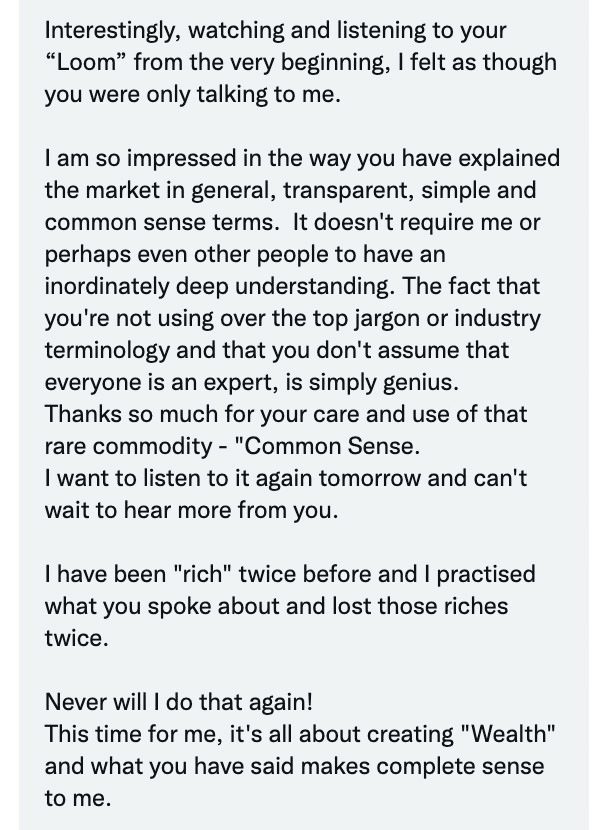 Interestingly, watching and listening to your
“Loom” from the very beginning, I felt as though
you were only talking to me.
I am so impressed in the way you have explained
the market in general, transparent, simple and
common sense terms.  It doesn't require me or
perhaps even other people to have an
inordinately deep understanding. The fact that
you're not using over the top jargon or industry
terminology and that you don't assume that
everyone is an expert, is simply genius.
Thanks so much for your care and use of that
rare commodity - "Common Sense.
I want to listen to it again tomorrow and can't
wait to hear more from you.
I have been "rich" twice before and I practised
what you spoke about and lost those riches
twice.
Never will I do that again!
This time for me, it's all about creating "Wealth"
and what you have said makes complete sense
to me.